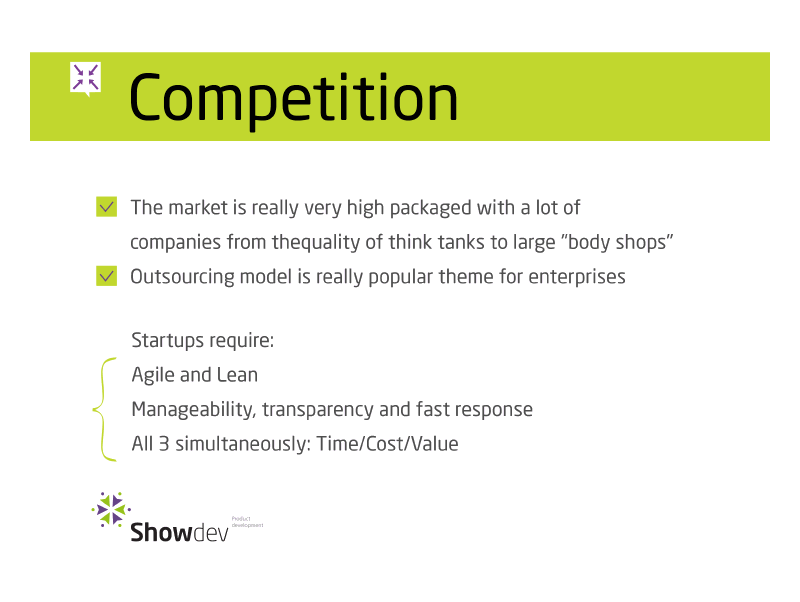 Competition
The market is really very high packaged with a lot of
companies from thequality of think tanks to large "body shops"
Outsourcing model is really popular theme for enterprises
Startups require:
Agile and Lean
Manageability, transparency and fast response
All 3 simultaneously: Time/Cost/Value
Showdev
Product
development